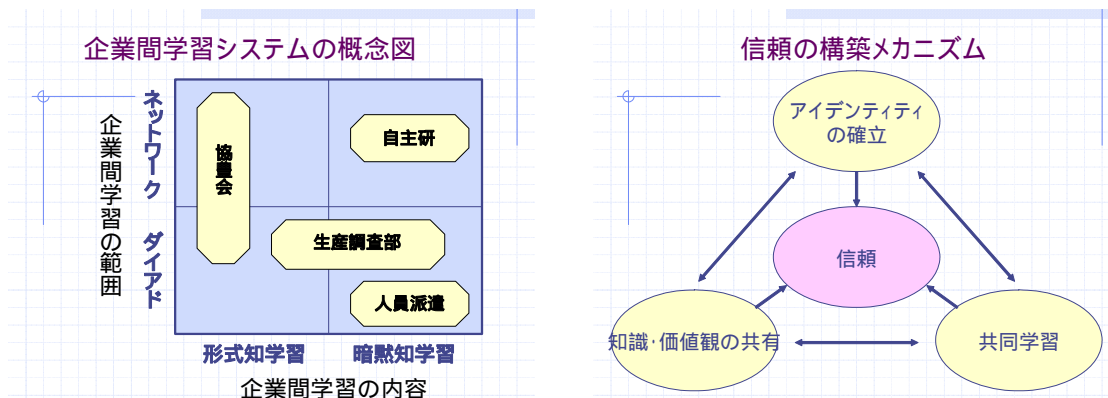 企業間学習システムの概念図
企業間学習の範囲
ネットワーク
ダイアド
協豊会
自主研
生産調査部
人員派遣
形式知学習
暗黙知学習
企業間学習の内容
信頼の構築メカニズム
アイデンティティ
の確立
信頼
知識・価値観の共有
共同学習